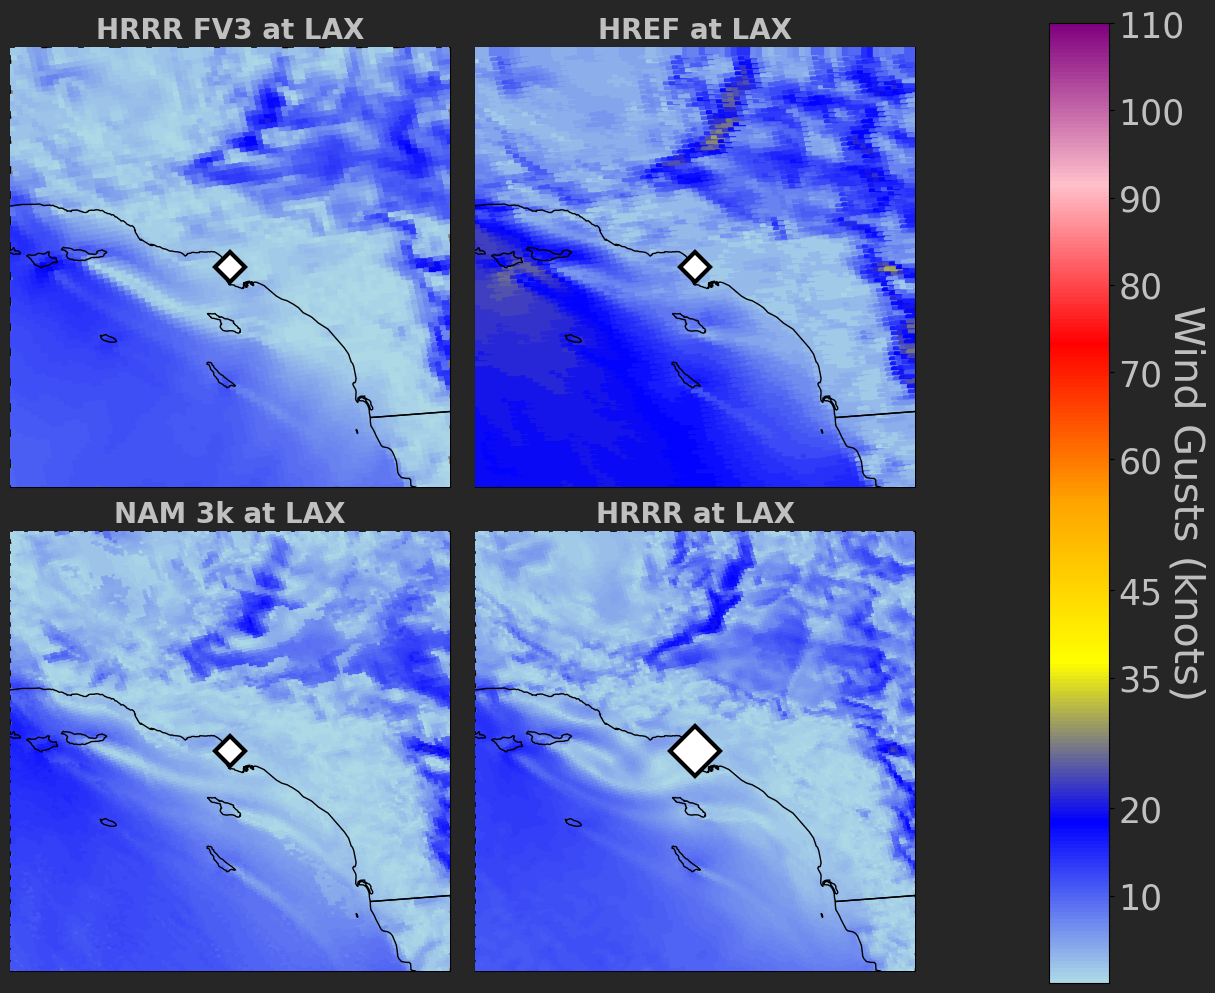 HRRR FV3 at LAX
HREF at LAX
NAM 3k at LAX
HRRR at LAX
110
100
90
80
70
60
45
35
20
10
Wind Gusts (knots)